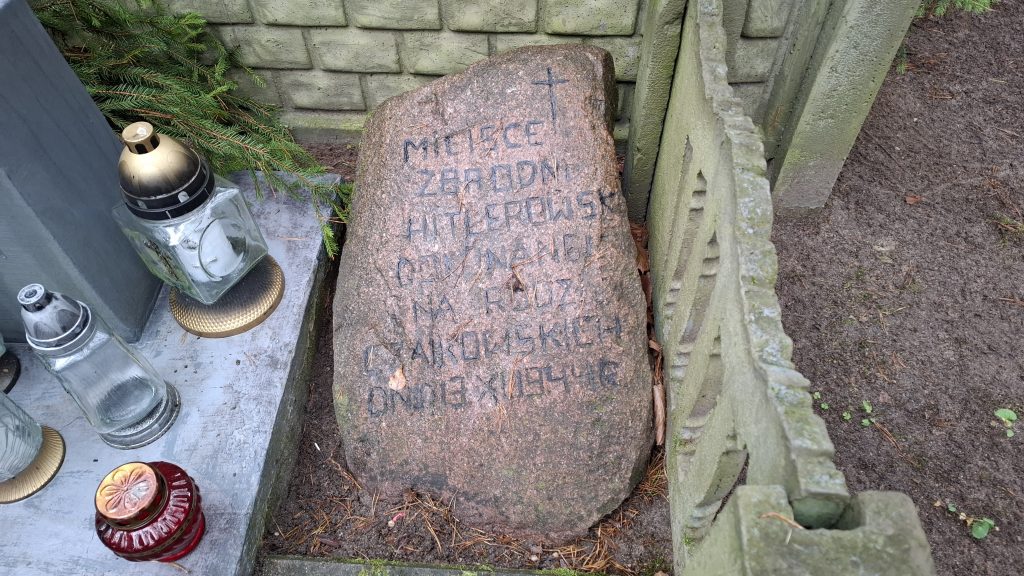 MIEJSCE
ZBRODNI
HITLEROWSK
DOKONANEJ
NA RODZ
CZAJKOWSKICH
DNIA 13 XI 1944 R